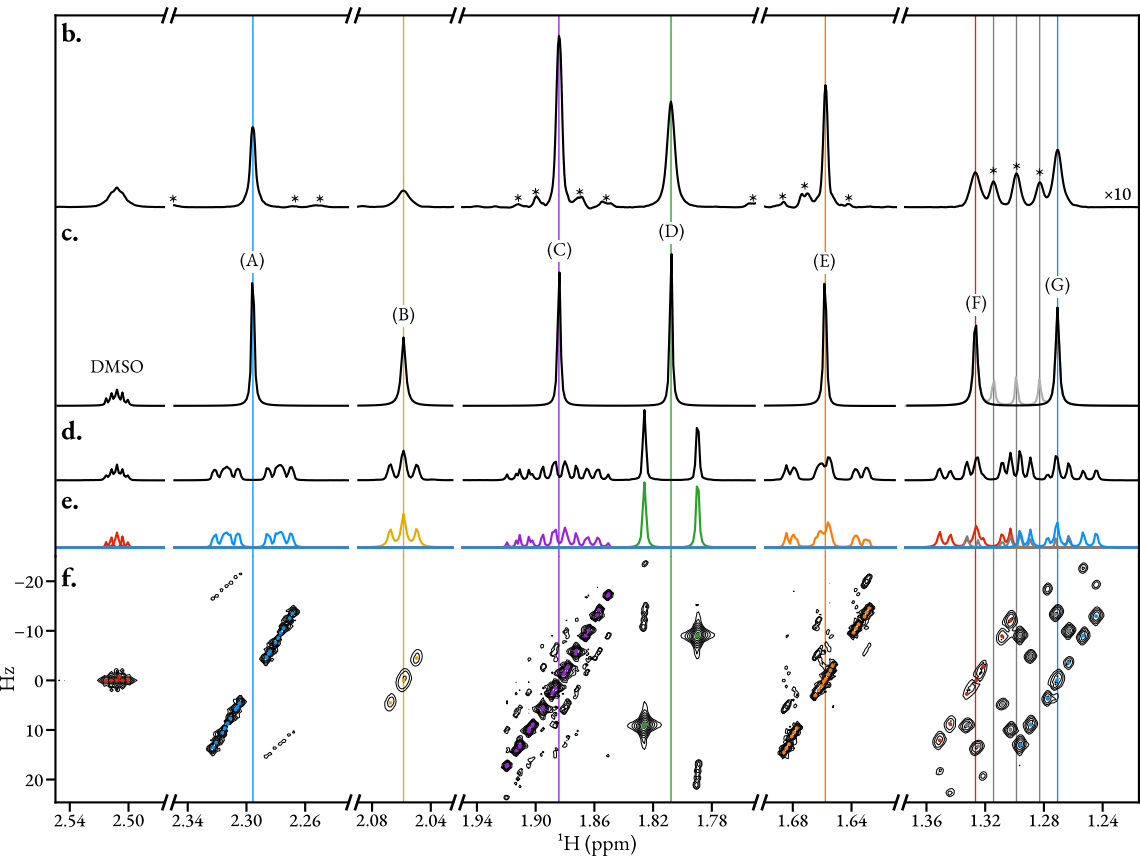 b.
* * * * * * * * * * * * * * *
×10
c.
(A) (B) (C) (D) (E) (F) (G)
DMSO
d.
e.
f.
−20
−10
0
10
20
Hz
2.54 2.50 2.34 2.30 2.26 2.08 2.04 1.94 1.90 1.86 1.82 1.78 1.68 1.64 1.36 1.32 1.28 1.24
¹H (ppm)